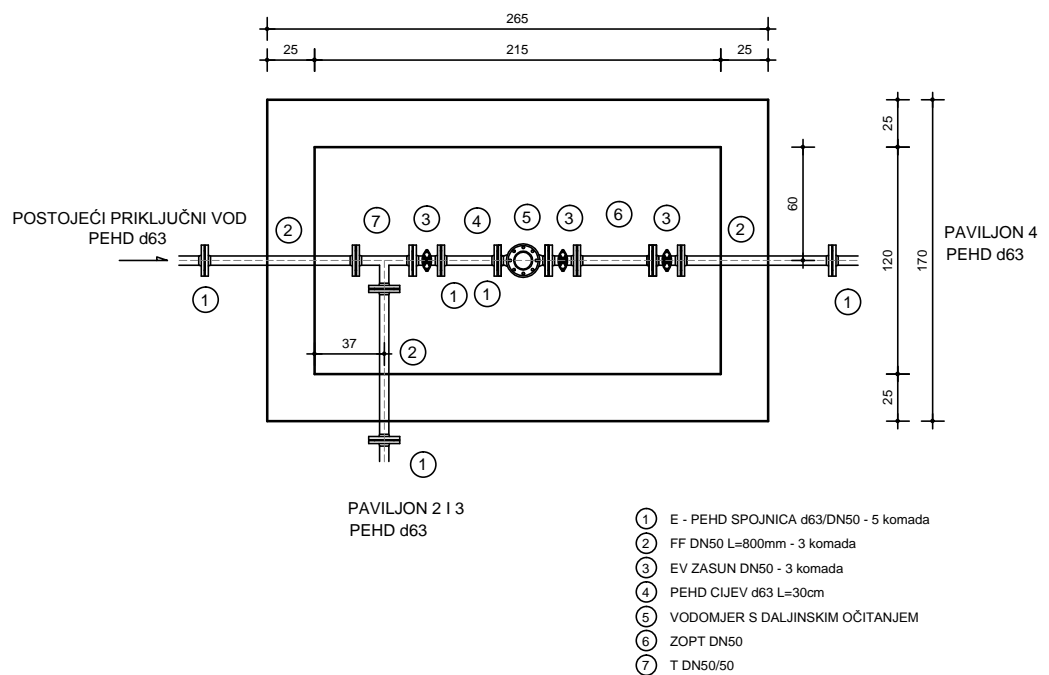 265
25
215
25
POSTOJEĆI PRIKLJUČNI VOD
PEHD d63
2
7
3
4
5
3
6
3
2
60
25
120
170
PAVILJON 4
PEHD d63
1
1
1
1
37
2
25
1
PAVILJON 2 I 3
PEHD d63
1 E - PEHD SPOJNICA d63/DN50 - 5 komada
2 FF DN50 L=800mm - 3 komada
3 EV ZASUN DN50 - 3 komada
4 PEHD CIJEV d63 L=30cm
5 VODOMJER S DALJINSKIM OČITANJEM
6 ZOPT DN50
7 T DN50/50